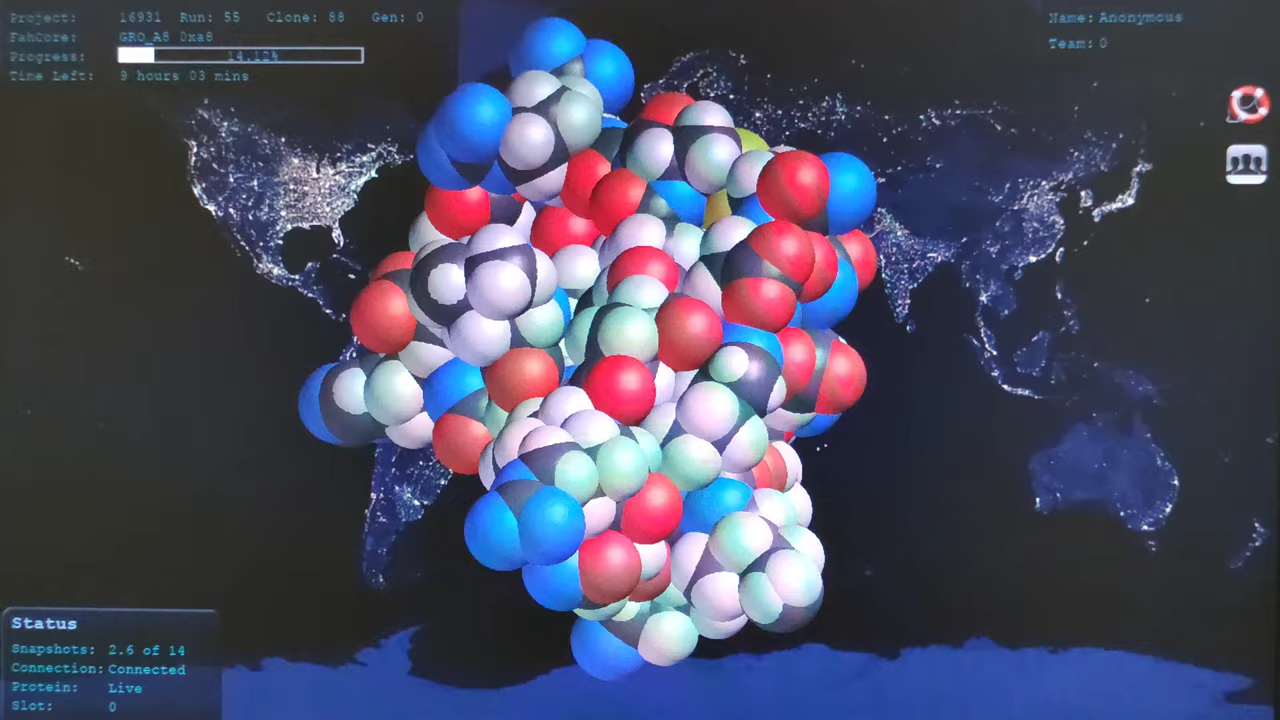 Project: 16931 Run: 55 Clone: 88 Gen: 0
FahCore: GRO_A8 0xa8
Progress: 14.12%
Time Left: 9 hours 03 mins
Name: Anonymous
Team: 0
Status
Snapshots: 2.6 of 14
Connection: Connected
Protein: Live
Slot: 0